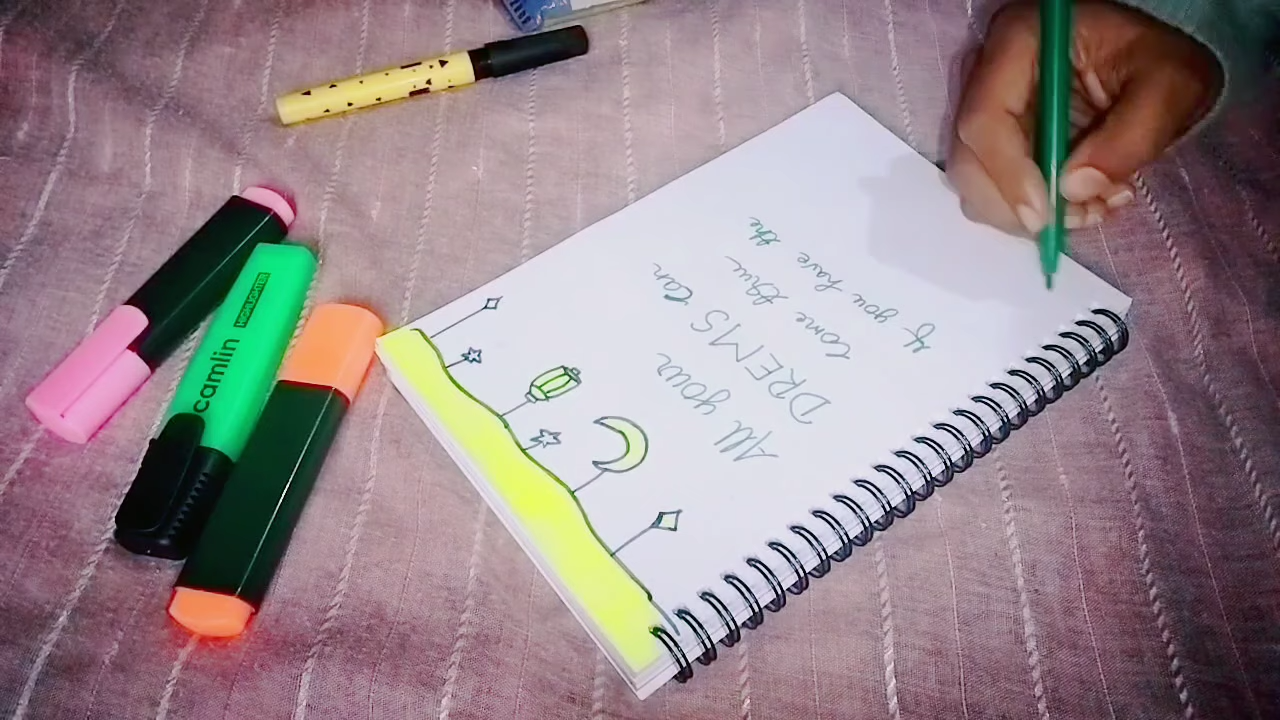 All your
DREMS can
come true
If you have the
camlin
HIGHLIGHTER